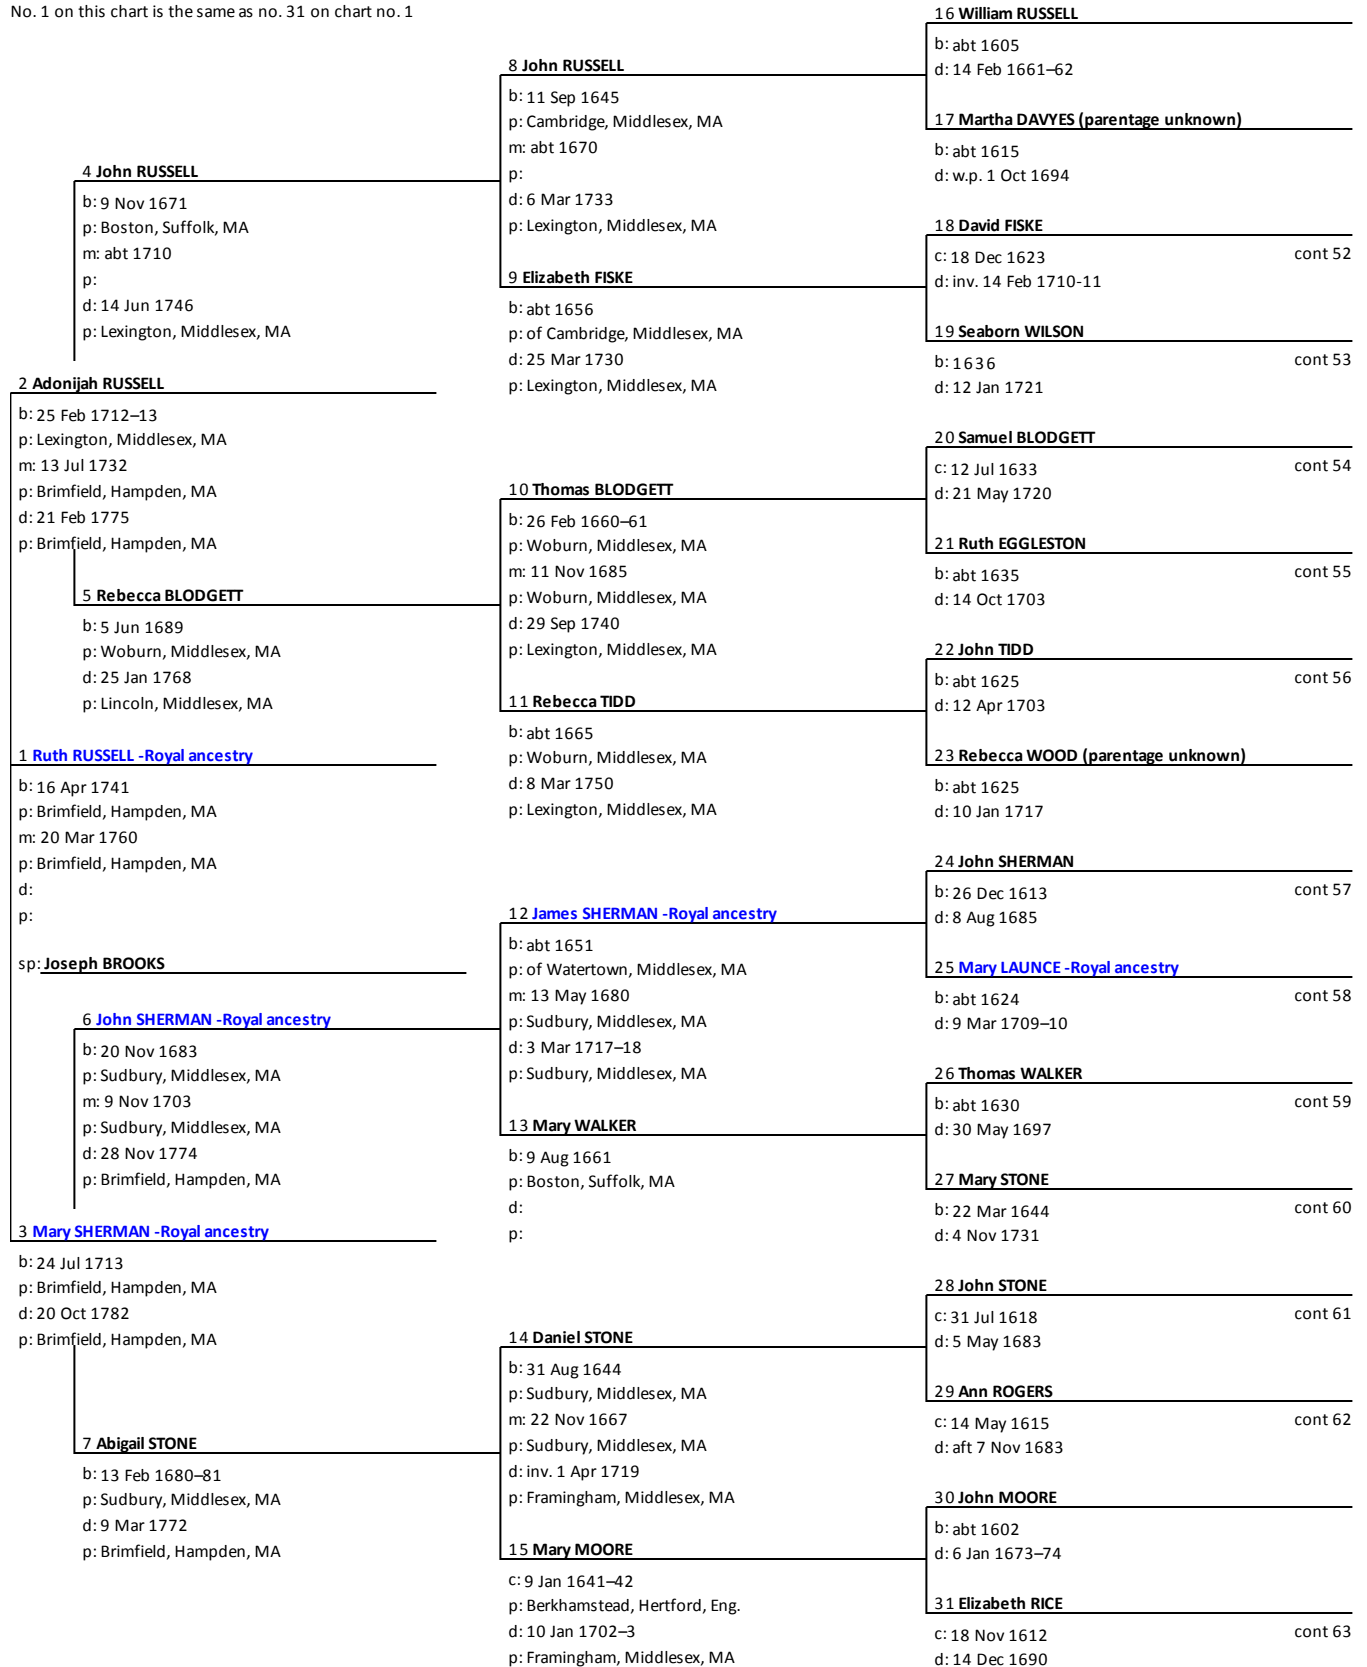 No. 1 on this chart is the same as no. 31 on chart no. 1
4 John RUSSELL
b: 9 Nov 1671
p: Boston, Suffolk, MA
m: abt 1710
p:
d: 14 Jun 1746
p: Lexington, Middlesex, MA
2 Adonijah RUSSELL
b: 25 Feb 1712–13
p: Lexington, Middlesex, MA
m: 13 Jul 1732
p: Brimfield, Hampden, MA
d: 21 Feb 1775
p: Brimfield, Hampden, MA
5 Rebecca BLODGETT
b: 5 Jun 1689
p: Woburn, Middlesex, MA
d: 25 Jan 1768
p: Lincoln, Middlesex, MA
1 Ruth RUSSELL -Royal ancestry
b: 16 Apr 1741
p: Brimfield, Hampden, MA
m: 20 Mar 1760
p: Brimfield, Hampden, MA
d:
p:
sp: Joseph BROOKS
6 John SHERMAN -Royal ancestry
b: 20 Nov 1683
p: Sudbury, Middlesex, MA
m: 9 Nov 1703
p: Sudbury, Middlesex, MA
d: 28 Nov 1774
p: Brimfield, Hampden, MA
3 Mary SHERMAN -Royal ancestry
b: 24 Jul 1713
p: Brimfield, Hampden, MA
d: 20 Oct 1782
p: Brimfield, Hampden, MA
7 Abigail STONE
b: 13 Feb 1680–81
p: Sudbury, Middlesex, MA
d: 9 Mar 1772
p: Brimfield, Hampden, MA
8 John RUSSELL
b: 11 Sep 1645
p: Cambridge, Middlesex, MA
m: abt 1670
p:
d: 6 Mar 1733
p: Lexington, Middlesex, MA
9 Elizabeth FISKE
b: abt 1656
p: of Cambridge, Middlesex, MA
d: 25 Mar 1730
p: Lexington, Middlesex, MA
10 Thomas BLODGETT
b: 26 Feb 1660–61
p: Woburn, Middlesex, MA
m: 11 Nov 1685
p: Woburn, Middlesex, MA
d: 29 Sep 1740
p: Lexington, Middlesex, MA
11 Rebecca TIDD
b: abt 1665
p: Woburn, Middlesex, MA
d: 8 Mar 1750
p: Lexington, Middlesex, MA
12 James SHERMAN -Royal ancestry
b: abt 1651
p: of Watertown, Middlesex, MA
m: 13 May 1680
p: Sudbury, Middlesex, MA
d: 3 Mar 1717–18
p: Sudbury, Middlesex, MA
13 Mary WALKER
b: 9 Aug 1661
p: Boston, Suffolk, MA
d:
p:
14 Daniel STONE
b: 31 Aug 1644
p: Sudbury, Middlesex, MA
m: 22 Nov 1667
p: Sudbury, Middlesex, MA
d: inv. 1 Apr 1719
p: Framingham, Middlesex, MA
15 Mary MOORE
c: 9 Jan 1641–42
p: Berkhamstead, Hertford, Eng.
d: 10 Jan 1702–3
p: Framingham, Middlesex, MA
16 William RUSSELL
b: abt 1605
d: 14 Feb 1661–62
17 Martha DAVYES (parentage unknown)
b: abt 1615
d: w.p. 1 Oct 1694
18 David FISKE
c: 18 Dec 1623 cont 52
d: inv. 14 Feb 1710-11
19 Seaborn WILSON
b: 1636 cont 53
d: 12 Jan 1721
20 Samuel BLODGETT
c: 12 Jul 1633 cont 54
d: 21 May 1720
21 Ruth EGGLESTON
b: abt 1635 cont 55
d: 14 Oct 1703
22 John TIDD
b: abt 1625 cont 56
d: 12 Apr 1703
23 Rebecca WOOD (parentage unknown)
b: abt 1625
d: 10 Jan 1717
24 John SHERMAN
b: 26 Dec 1613 cont 57
d: 8 Aug 1685
25 Mary LAUNCE -Royal ancestry
b: abt 1624 cont 58
d: 9 Mar 1709–10
26 Thomas WALKER
b: abt 1630 cont 59
d: 30 May 1697
27 Mary STONE
b: 22 Mar 1644 cont 60
d: 4 Nov 1731
28 John STONE
c: 31 Jul 1618 cont 61
d: 5 May 1683
29 Ann ROGERS
c: 14 May 1615 cont 62
d: aft 7 Nov 1683
30 John MOORE
b: abt 1602
d: 6 Jan 1673–74
31 Elizabeth RICE
c: 18 Nov 1612 cont 63
d: 14 Dec 1690